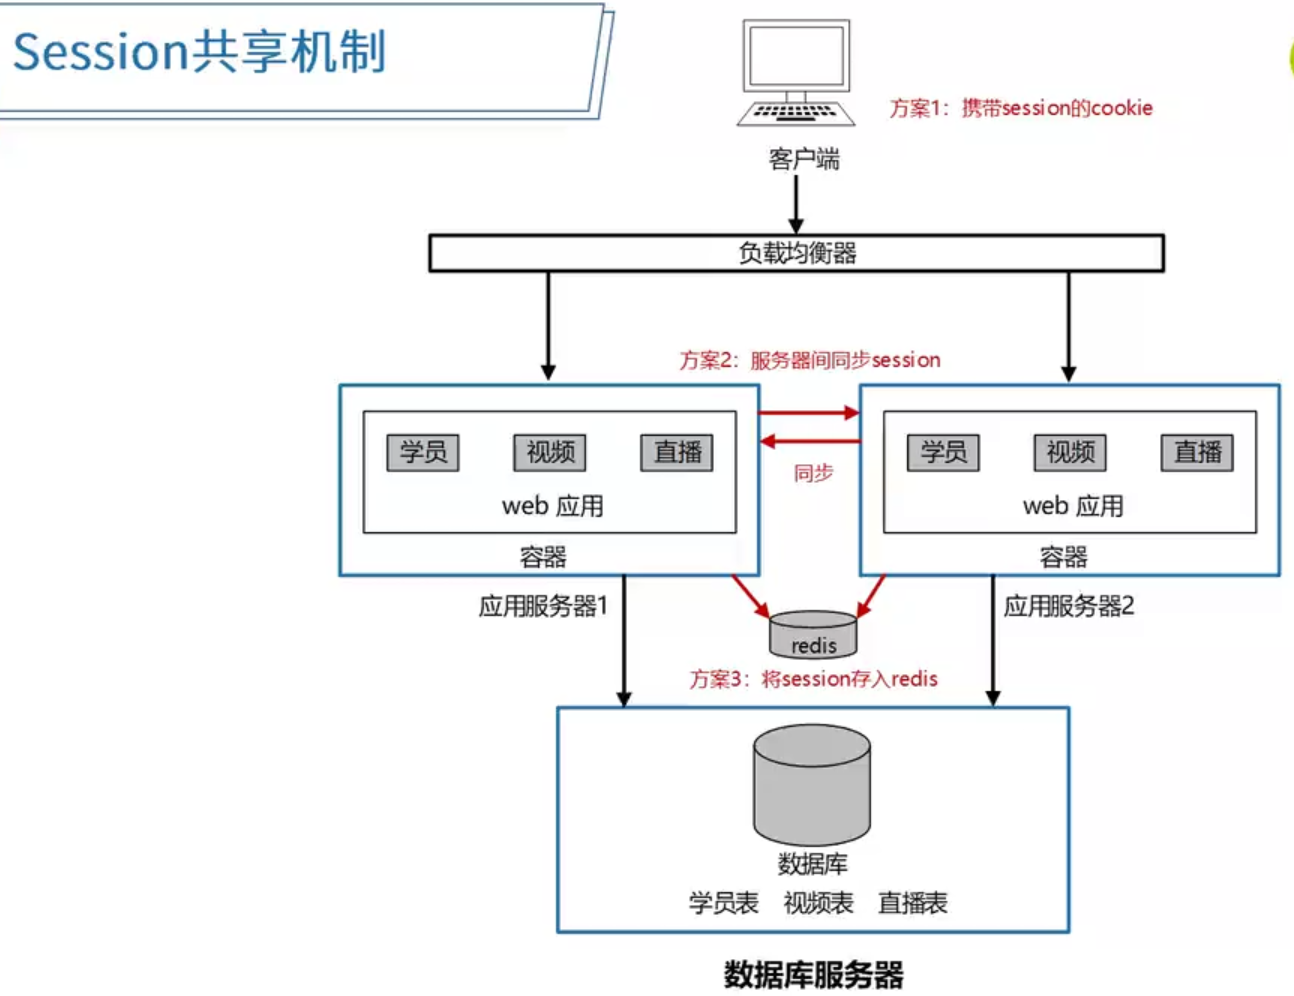 Session共享机制
方案1：携带session的cookie
客户端
负载均衡器
方案2：服务器间同步session
学员 视频 直播
web 应用
容器
应用服务器1
同步
学员 视频 直播
web 应用
容器
应用服务器2
redis
方案3：将session存入redis
数据库
学员表 视频表 直播表
数据库服务器